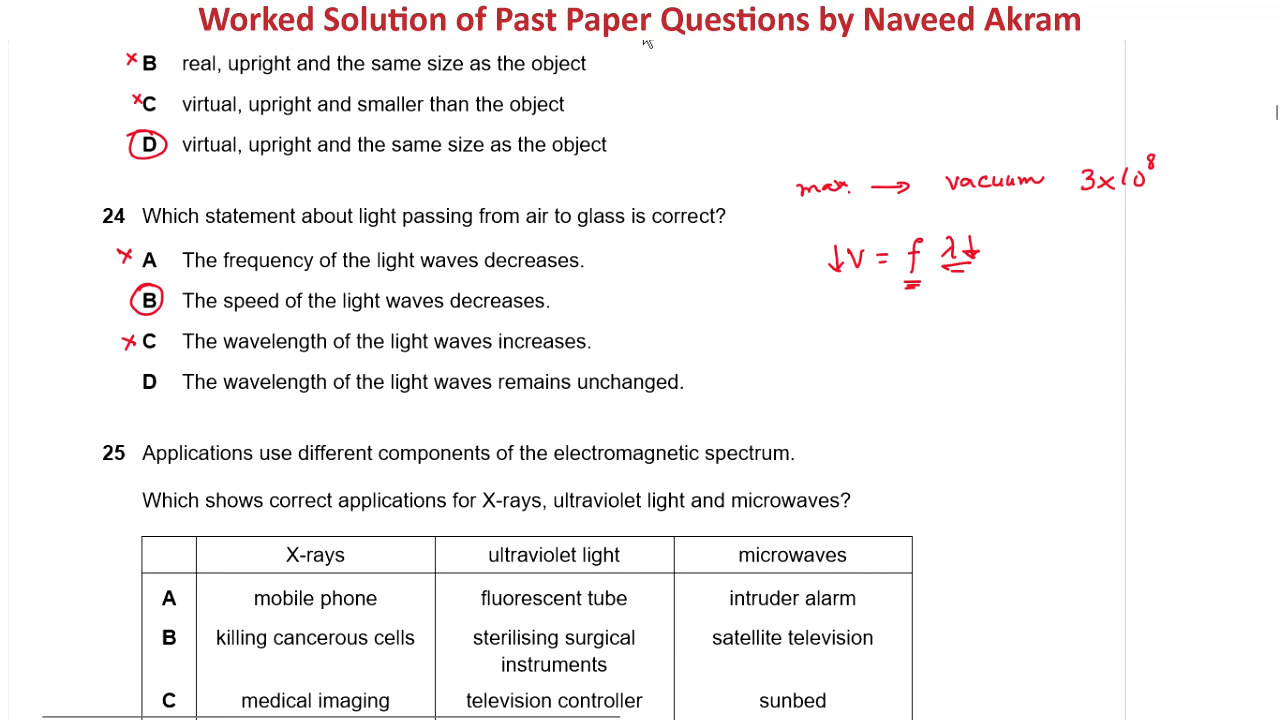 Worked Solution of Past Paper Questions by Naveed Akram
× B real, upright and the same size as the object
× C virtual, upright and smaller than the object
D virtual, upright and the same size as the object
max. → vacuum 3×10⁸
24 Which statement about light passing from air to glass is correct?
× A The frequency of the light waves decreases.
↓V = f λ↓
B The speed of the light waves decreases.
× C The wavelength of the light waves increases.
D The wavelength of the light waves remains unchanged.
25 Applications use different components of the electromagnetic spectrum.
Which shows correct applications for X-rays, ultraviolet light and microwaves?
X-rays ultraviolet light microwaves
A mobile phone fluorescent tube intruder alarm
B killing cancerous cells sterilising surgical satellite television
instruments
C medical imaging television controller sunbed